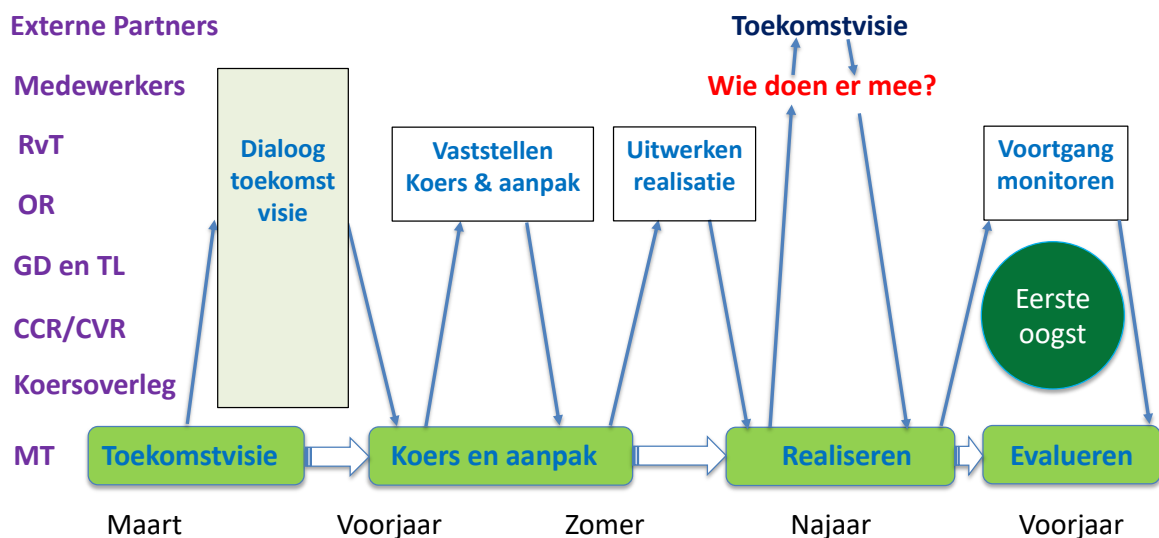 Externe Partners
Toekomstvisie
Medewerkers
Wie doen er mee?
RvT
Dialoog
toekomst
visie
Vaststellen
Koers & aanpak
Uitwerken
realisatie
Voortgang
monitoren
OR
GD en TL
CCR/CVR
Eerste
oogst
Koersoverleg
MT
Toekomstvisie
Koers en aanpak
Realiseren
Evalueren
Maart
Voorjaar
Zomer
Najaar
Voorjaar